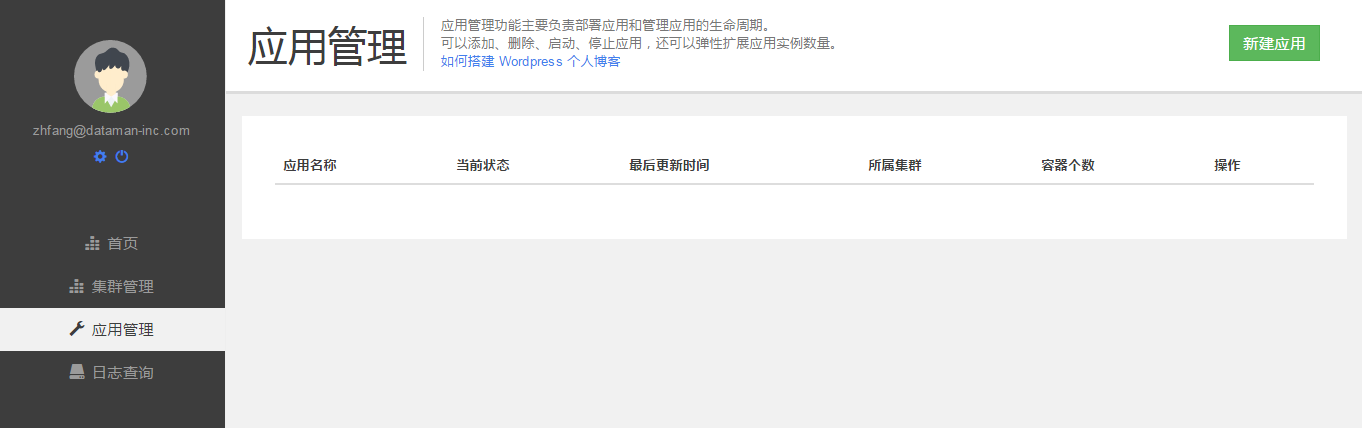 zhfang@dataman-inc.com
首页
集群管理
应用管理
日志查询
应用管理
应用管理功能主要负责部署应用和管理应用的生命周期。
可以添加、删除、启动、停止应用，还可以弹性扩展应用实例数量。
如何搭建 Wordpress 个人博客
新建应用
应用名称 当前状态 最后更新时间 所属集群 容器个数 操作